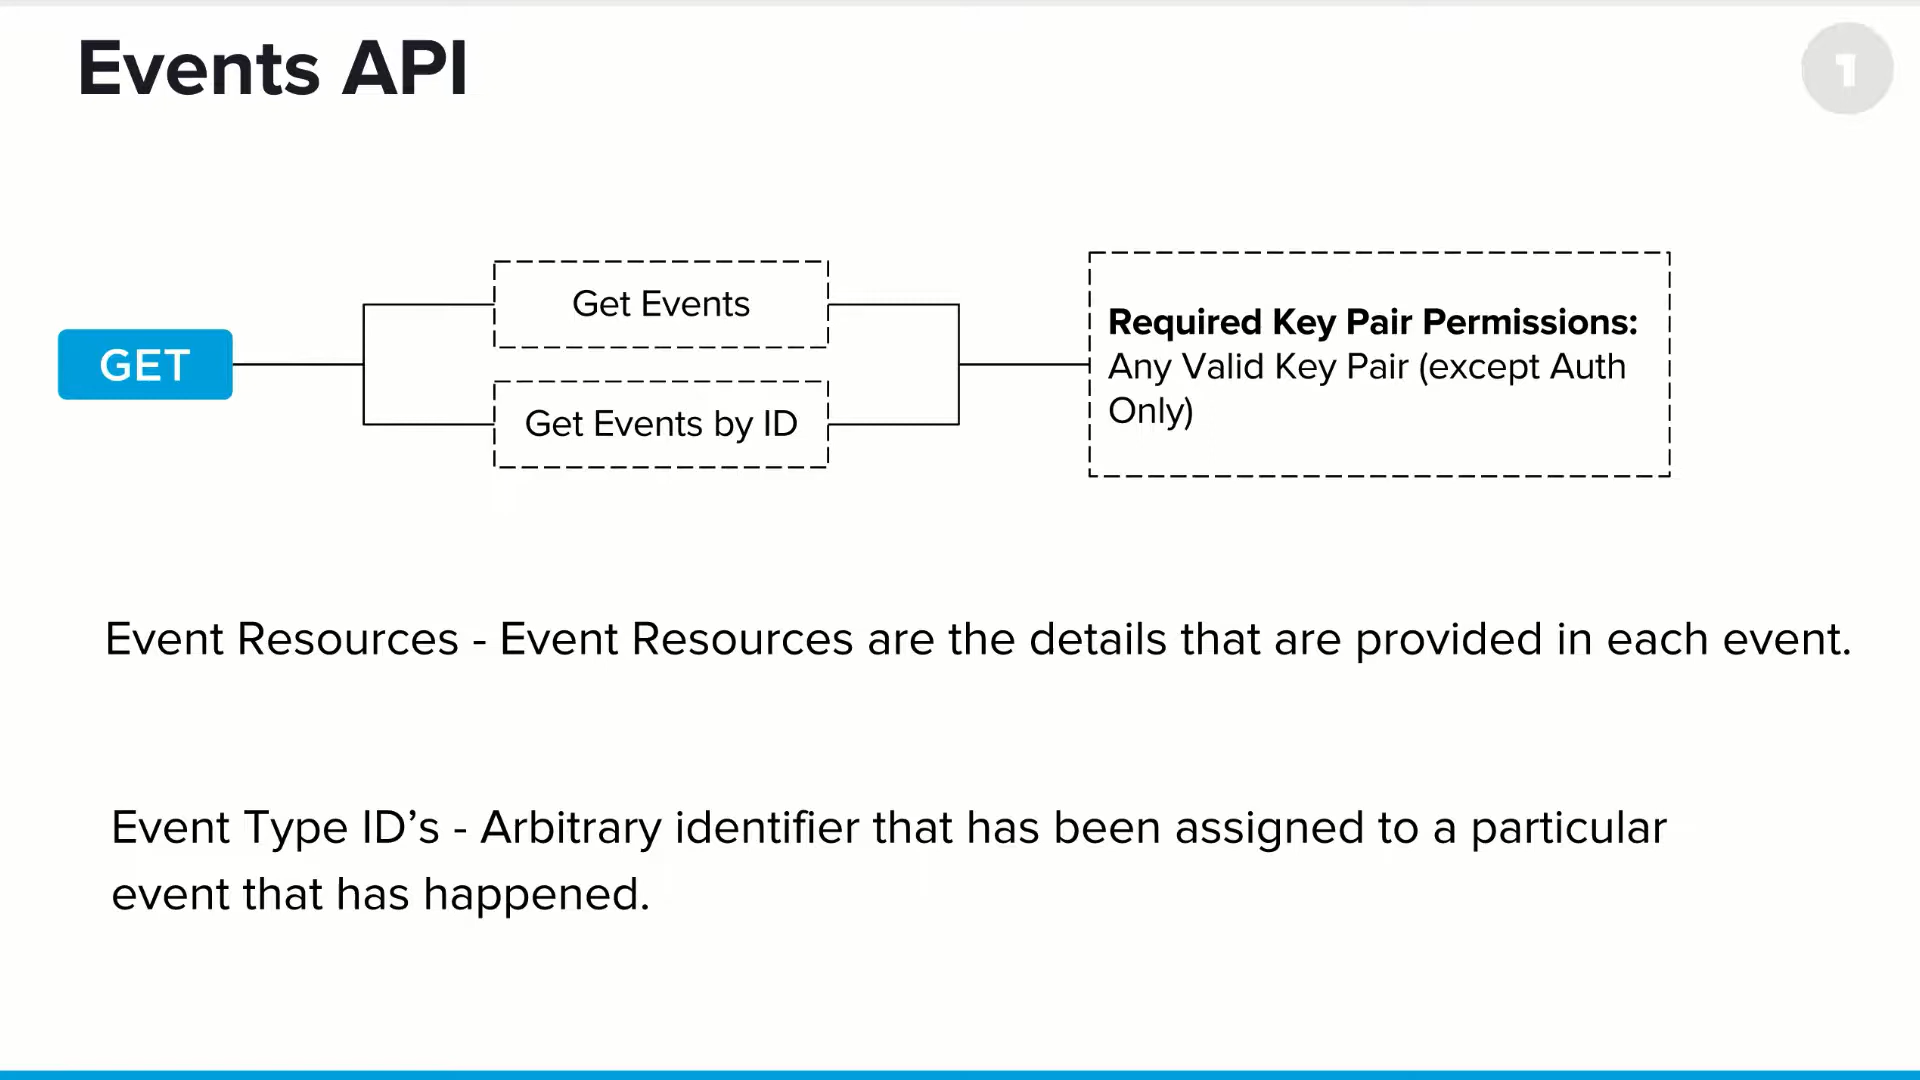 Events API
1
GET
Get Events
Get Events by ID
Required Key Pair Permissions:
Any Valid Key Pair (except Auth
Only)
Event Resources - Event Resources are the details that are provided in each event.
Event Type ID’s - Arbitrary identifier that has been assigned to a particular
event that has happened.